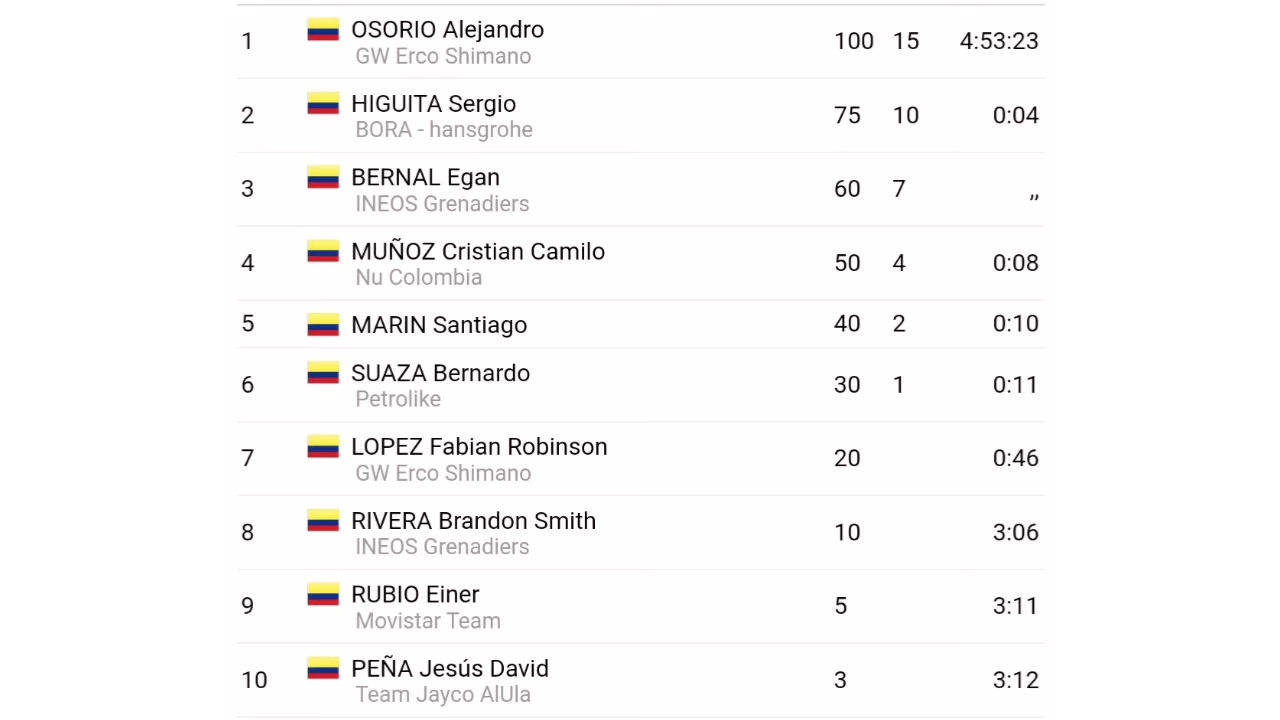 1 OSORIO Alejandro 100 15 4:53:23
GW Erco Shimano
2 HIGUITA Sergio 75 10 0:04
BORA - hansgrohe
3 BERNAL Egan 60 7 ,,
INEOS Grenadiers
4 MUÑOZ Cristian Camilo 50 4 0:08
Nu Colombia
5 MARIN Santiago 40 2 0:10
6 SUAZA Bernardo 30 1 0:11
Petrolike
7 LOPEZ Fabian Robinson 20 0:46
GW Erco Shimano
8 RIVERA Brandon Smith 10 3:06
INEOS Grenadiers
9 RUBIO Einer 5 3:11
Movistar Team
10 PEÑA Jesús David 3 3:12
Team Jayco AlUla